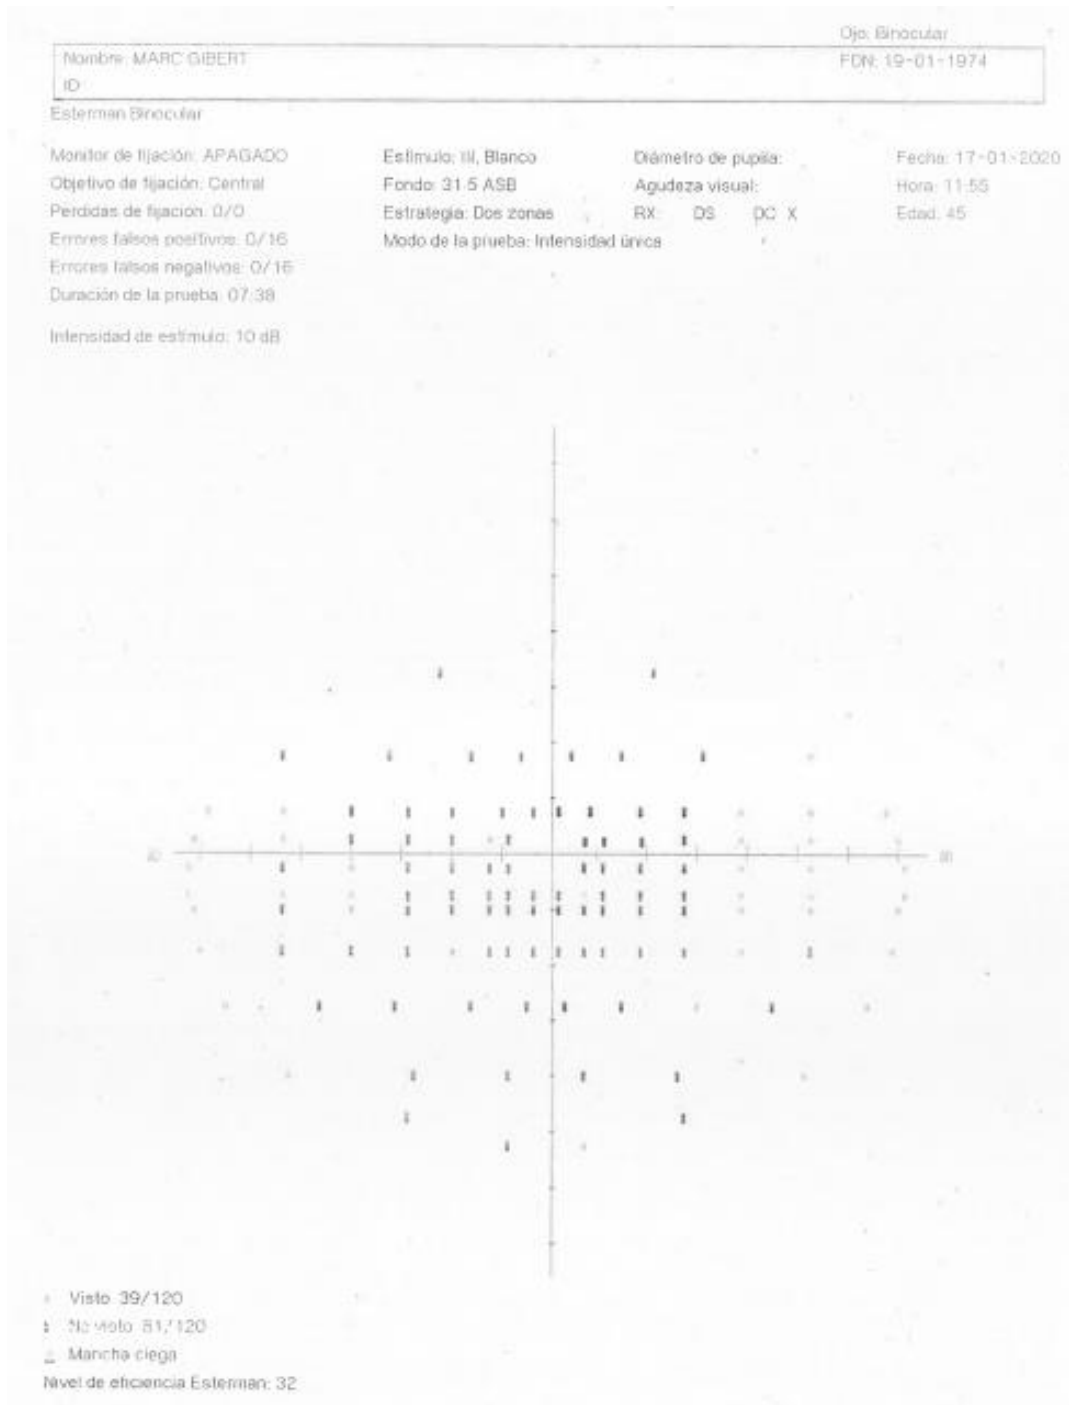 Ojo: Binocular
Nombre: MARC GIBERT
FDN: 19-01-1974
ID
Esterman Binocular
Monitor de fijación: APAGADO
Estímulo: III, Blanco
Diámetro de pupila:
Fecha: 17-01-2020
Objetivo de fijación: Central
Fondo: 31.5 ASB
Agudeza visual:
Hora: 11:55
Perdidas de fijación: 0/0
Estrategia: Dos zonas
RX: DS DC X
Edad: 45
Errores falsos positivos: 0/16
Modo de la prueba: Intensidad única
Errores falsos negativos: 0/16
Duración de la prueba: 07:38
Intensidad de estímulo: 10 dB
Visto 39/120
No visto 81/120
Mancha ciega
Nivel de eficiencia Esterman: 32